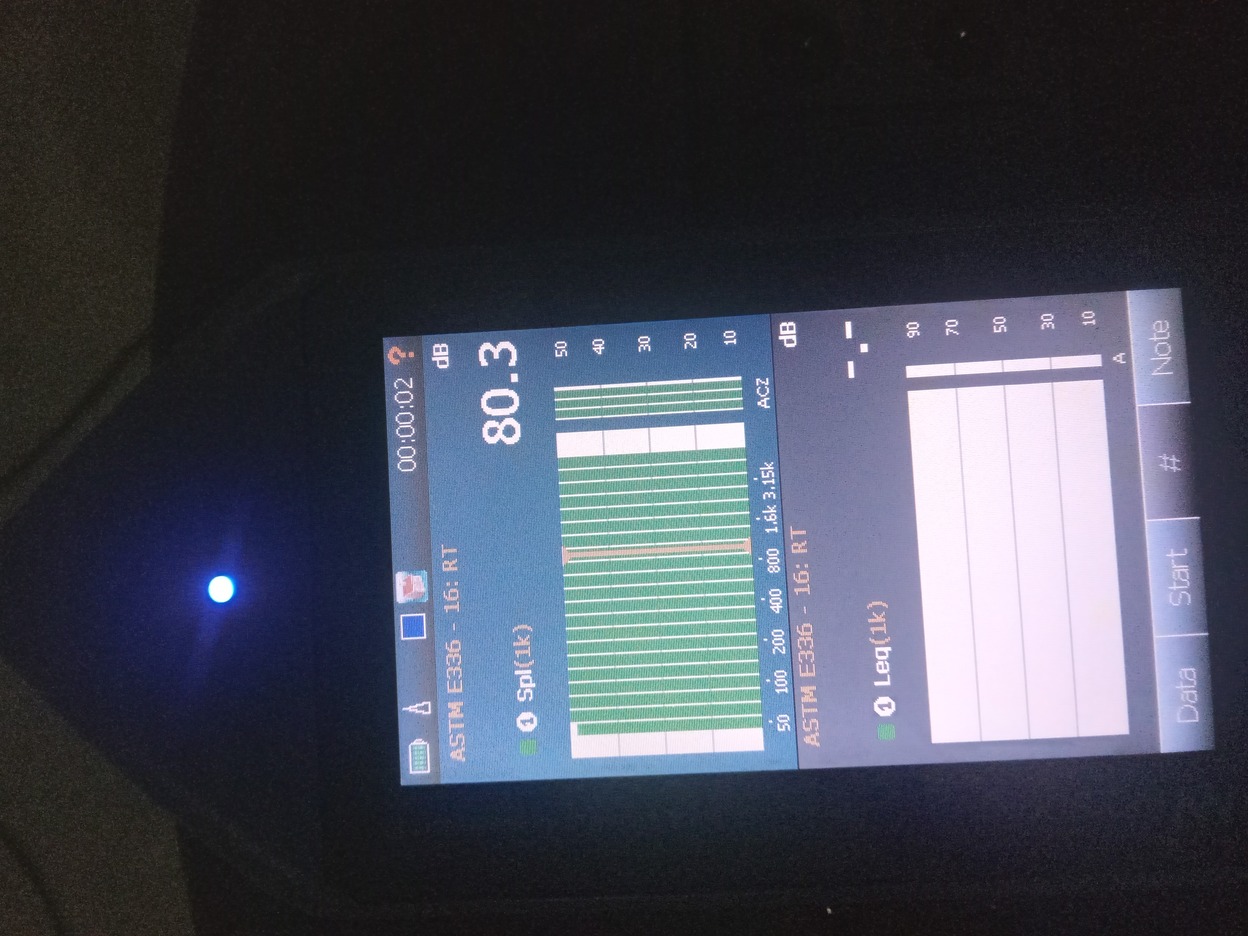 00:00:02 ?
ASTM E336 - 16: RT dB
80.3
1 Spl(1k)
50
40
30
20
10
50 100 200 400 800 1.6k 3.15k ACZ
ASTM E336 - 16: RT dB
-.-
1 Leq(1k)
90
70
50
30
10
A
Data Start # Note